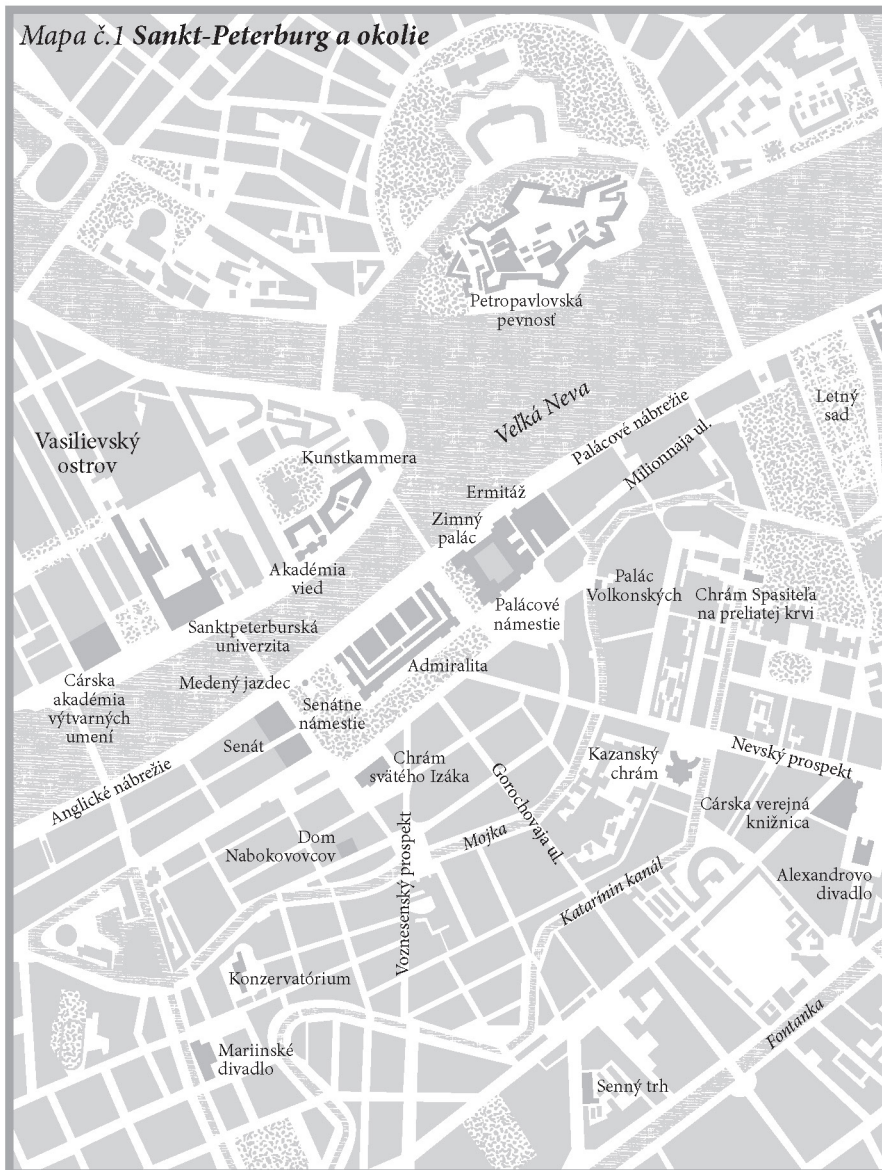 Mapa č.1 Sankt-Peterburg a okolie
Petropavlovská
pevnosť
Veľká Neva
Palácové nábrežie
Milionnaja ul.
Letný
sad
Vasilievský
ostrov
Kunstkammera
Ermitáž
Zimný
palác
Akadémia
vied
Palácové
námestie
Palác
Volkonských
Chrám Spasiteľa
na preliatej krvi
Sanktpeterburská
univerzita
Admiralita
Medený jazdec
Senátne
námestie
Cárska
akadémia
výtvarných
umení
Senát
Anglické nábrežie
Chrám
svätého Izáka
Kazanský
chrám
Nevský prospekt
Gorochovaja ul.
Cárska verejná
knižnica
Dom
Nabokovovcov
Voznesenský prospekt
Mojka
Katarínin kanál
Alexandrovo
divadlo
Konzervatórium
Fontanka
Mariinské
divadlo
Senný trh